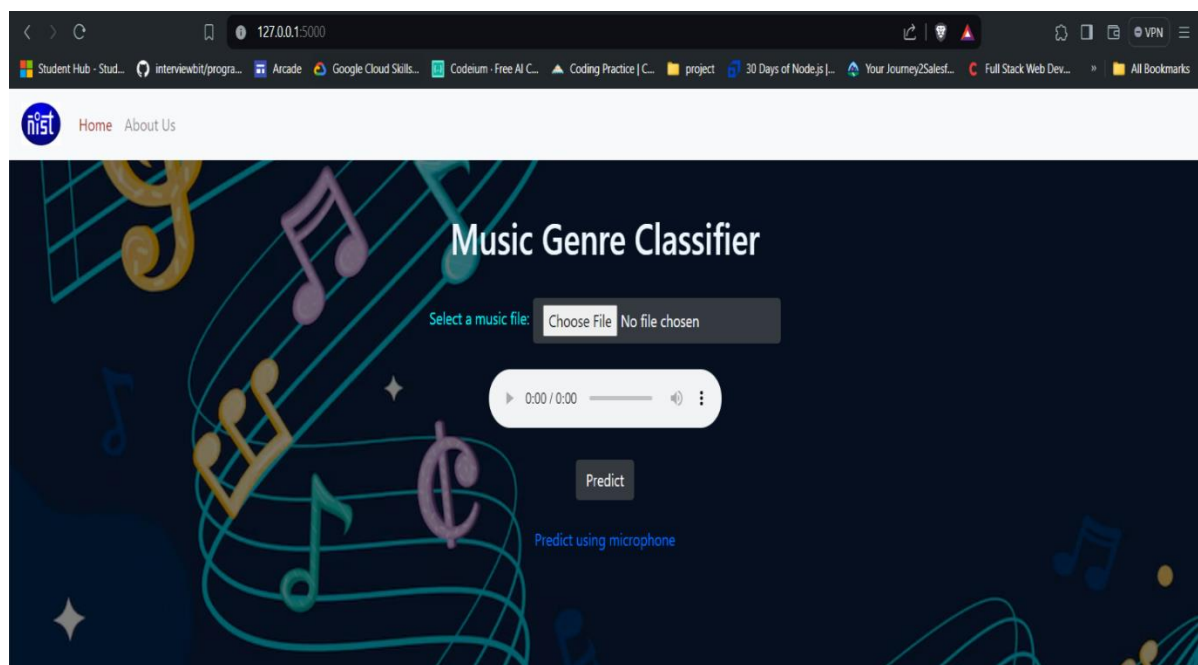 127.0.0.1:5000
VPN
Student Hub - Stud... interviewbit/progra... Arcade Google Cloud Skills... Codeium · Free AI C... Coding Practice | C... project 30 Days of Node.js |... Your Journey2Salesf... Full Stack Web Dev... » All Bookmarks
ñist Home About Us
Music Genre Classifier
Select a music file: Choose File No file chosen
0:00 / 0:00
Predict
Predict using microphone